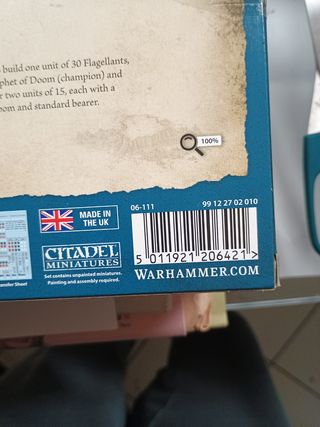 build one unit of 30 Flagellants,
phet of Doom (champion) and
r two units of 15, each with a
oom and standard bearer.
100%
MADE IN
THE UK
06-111
99 12 27 02 010
CITADEL
MINIATURES
Set contains unpainted miniatures.
Painting and assembly required.
5 011921 206421 >
WARHAMMER.COM
nsfer Sheet